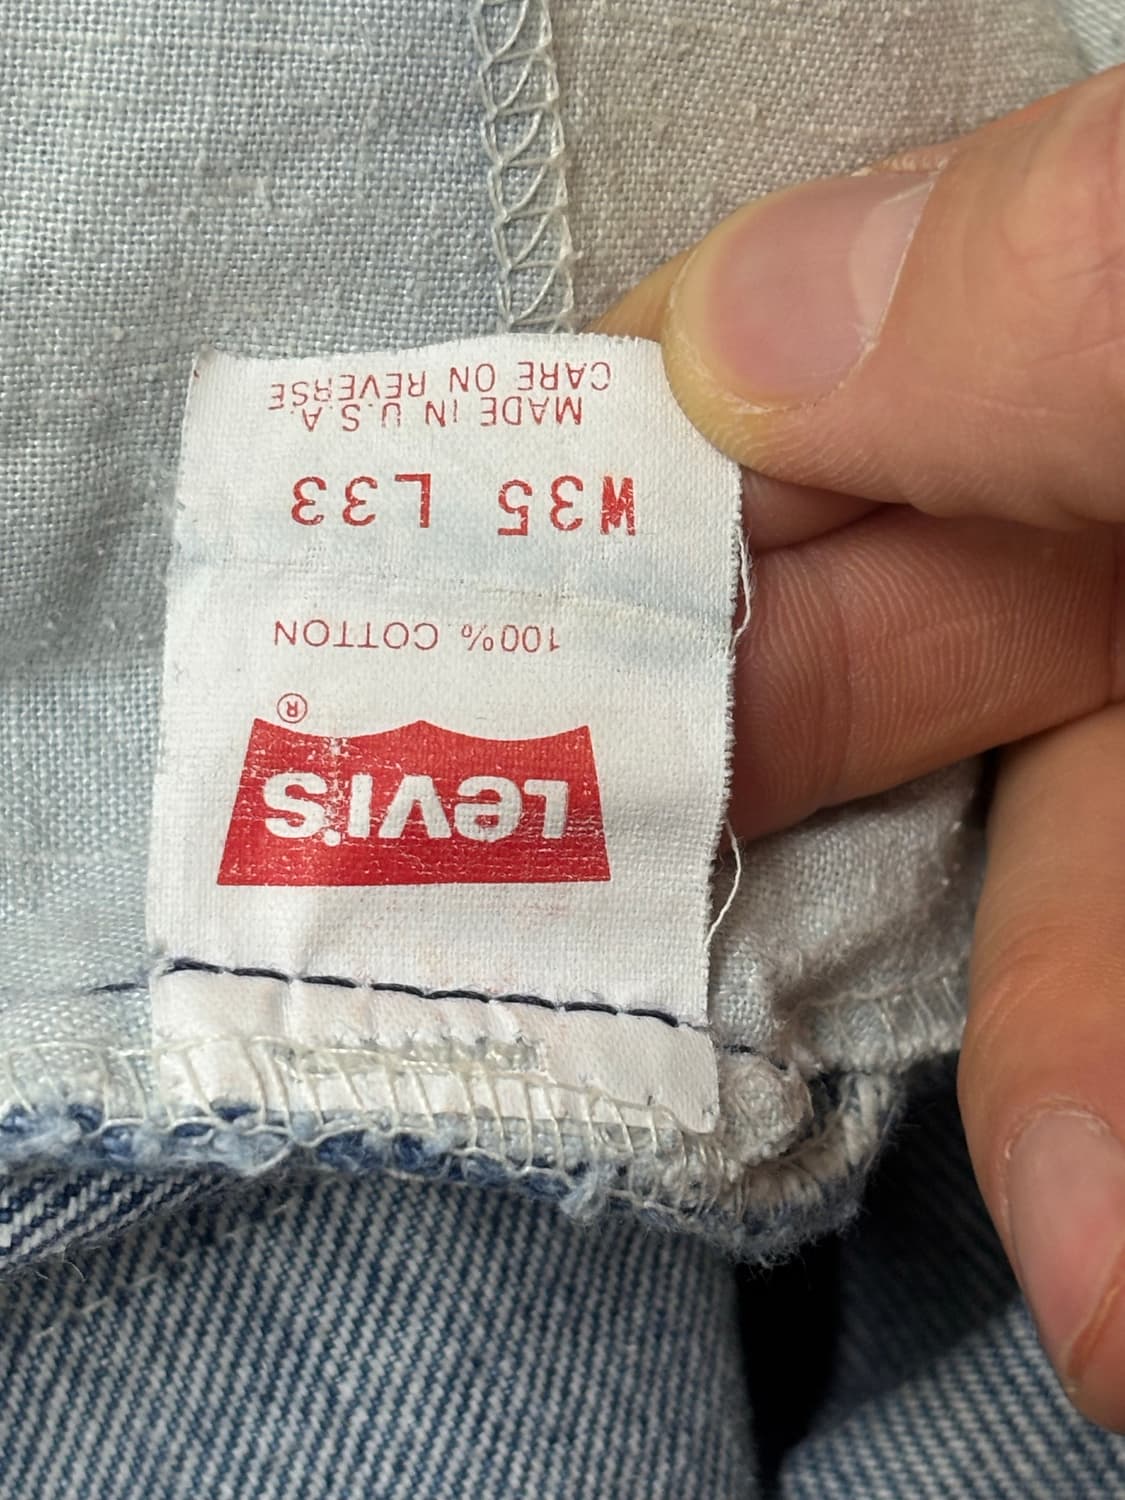 LEVI'S ®
100% COTTON
W35 L33
MADE IN U.S.A.
CARE ON REVERSE